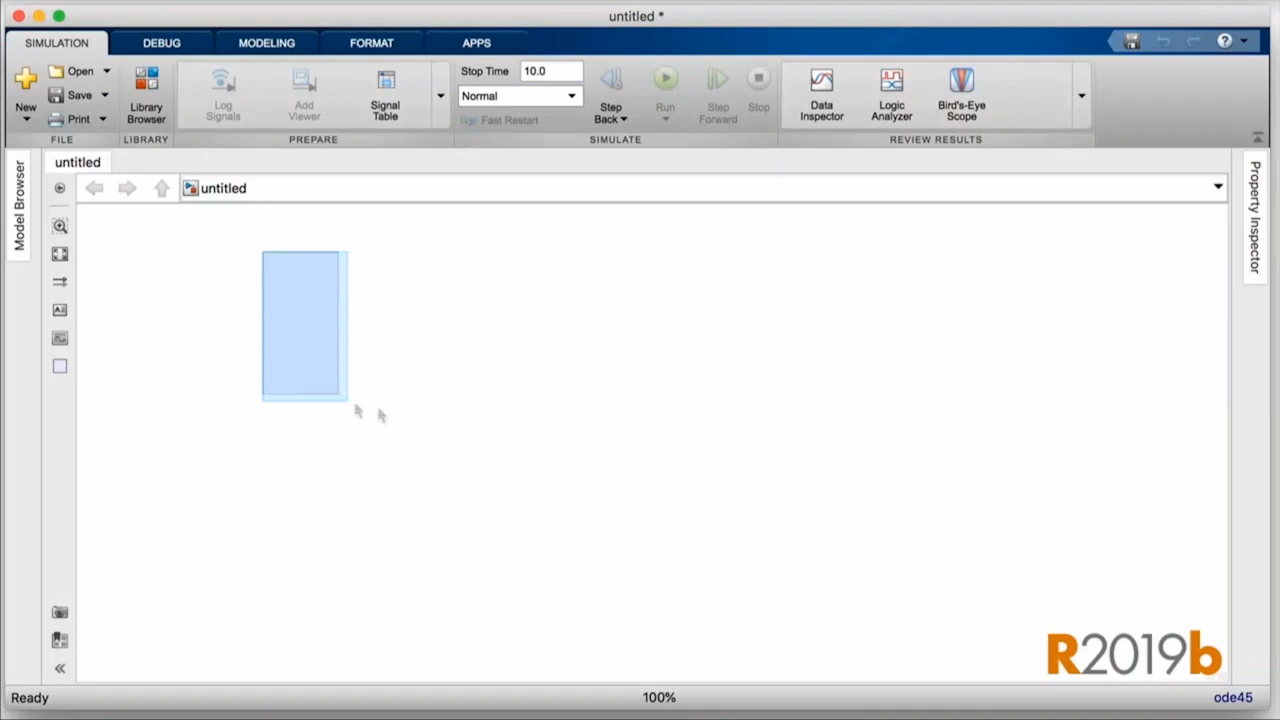 untitled *
SIMULATION
DEBUG
MODELING
FORMAT
APPS
?
New
Open
Save
Print
FILE
Library
Browser
LIBRARY
Log
Signals
Add
Viewer
Signal
Table
PREPARE
Stop Time 10.0
Normal
Fast Restart
Step
Back
Run
Step
Forward
Stop
SIMULATE
Data
Inspector
Logic
Analyzer
Bird's-Eye
Scope
REVIEW RESULTS
Model Browser
untitled
untitled
Property Inspector
R2019b
Ready
100%
ode45